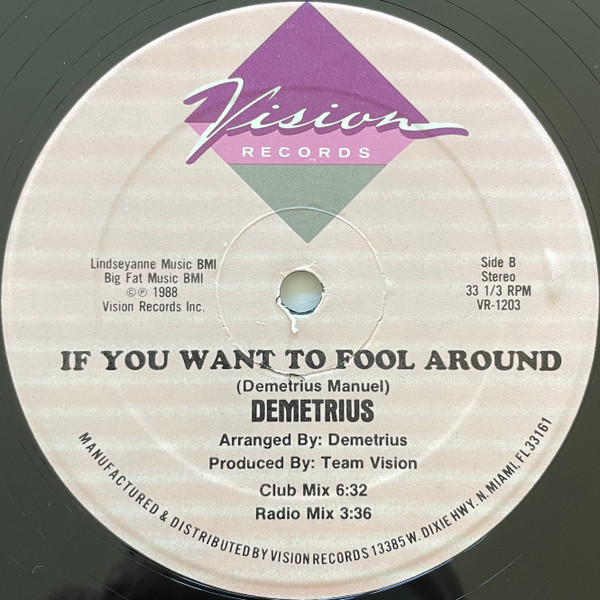 Vision
RECORDS
Lindseyanne Music BMI
Big Fat Music BMI
©℗ 1988
Vision Records Inc.
Side B
Stereo
33 1/3 RPM
VR-1203
IF YOU WANT TO FOOL AROUND
(Demetrius Manuel)
DEMETRIUS
Arranged By: Demetrius
Produced By: Team Vision
Club Mix 6:32
Radio Mix 3:36
MANUFACTURED & DISTRIBUTED BY VISION RECORDS 13385 W. DIXIE HWY. N. MIAMI, FL 33161